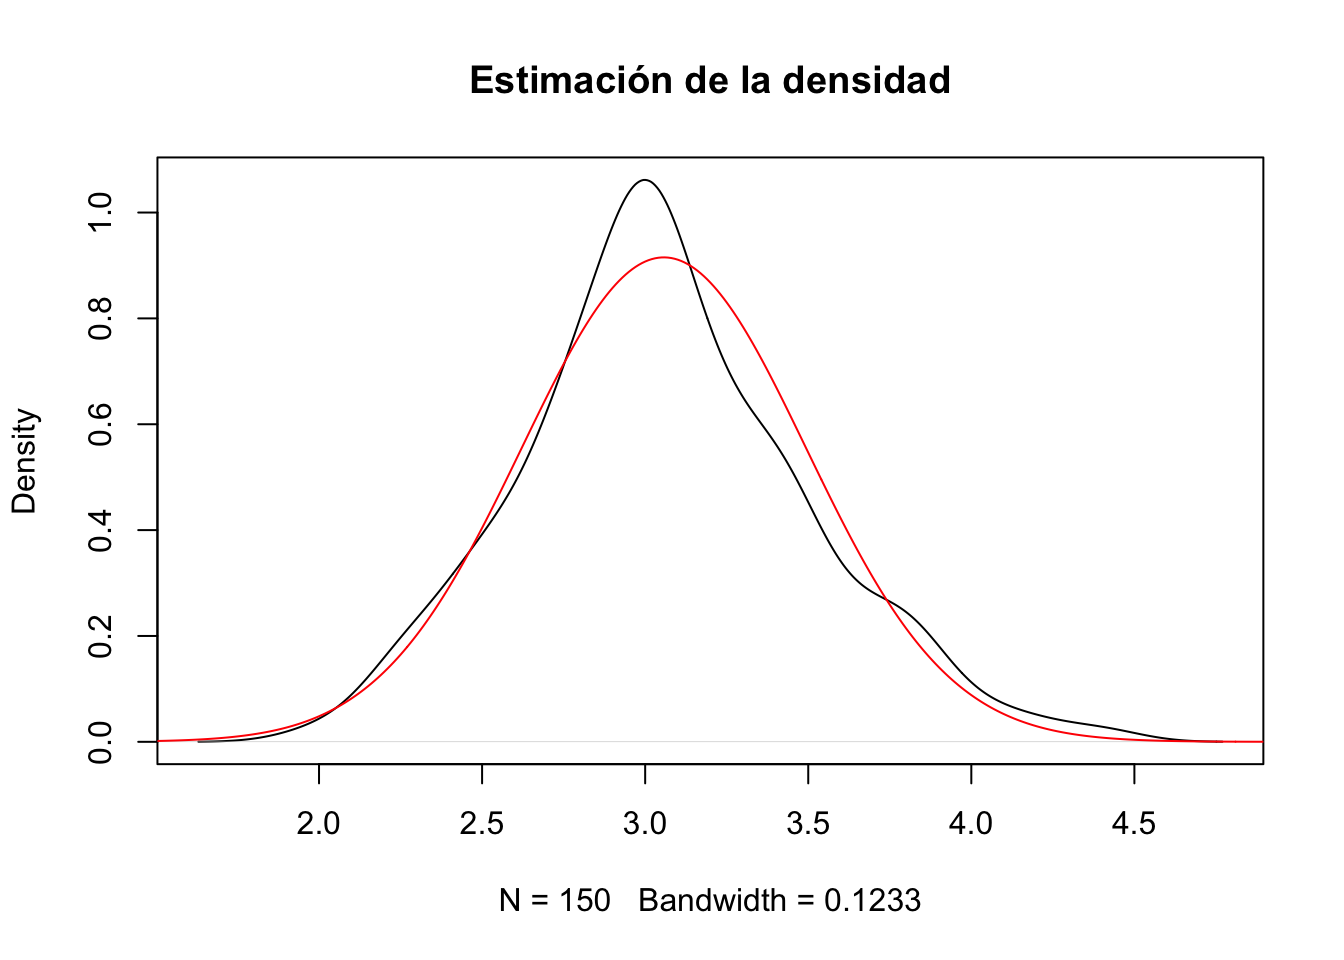 Estimación de la densidad
Density
0.0 0.2 0.4 0.6 0.8 1.0
2.0 2.5 3.0 3.5 4.0 4.5
N = 150 Bandwidth = 0.1233